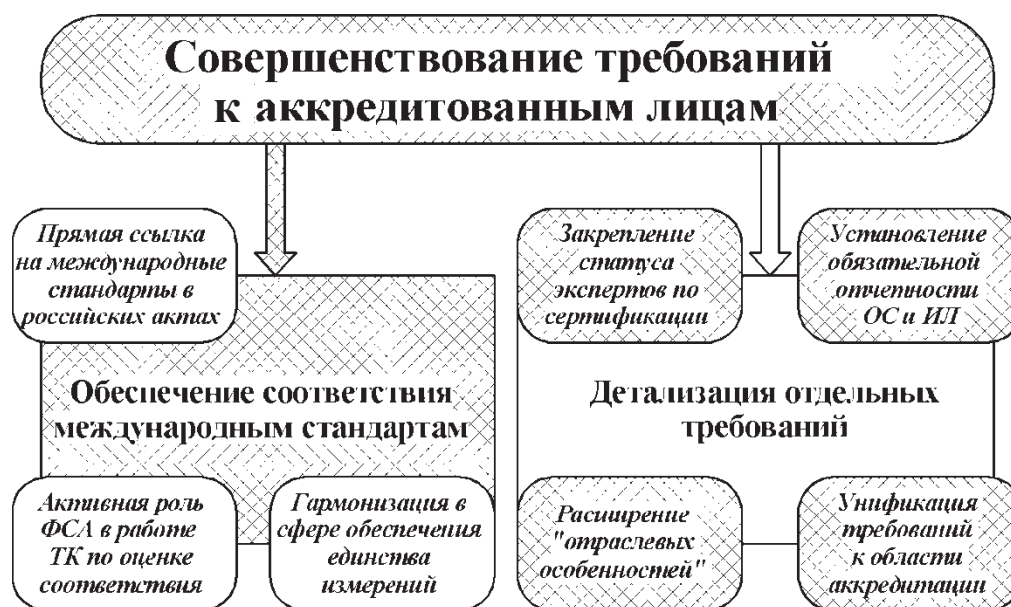 Совершенствование требований
к аккредитованным лицам
Прямая ссылка
на международные
стандарты в
российских актах
Обеспечение соответствия
международным стандартам
Активная роль
ФСА в работе
ТК по оценке
соответствия
Гармонизация в
сфере обеспечения
единства
измерений
Закрепление
статуса
экспертов по
сертификации
Установление
обязательной
отчетности
ОС и ИЛ
Детализация отдельных
требований
Расширение
"отраслевых
особенностей"
Унификация
требований
к области
аккредитации